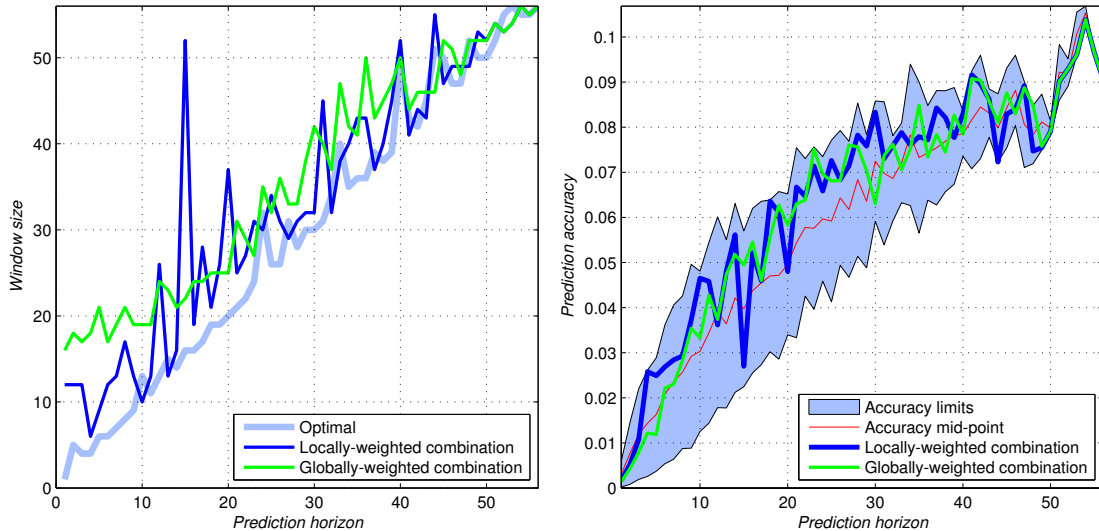 50
40
30
20
10
0
Window size
0 10 20 30 40 50
Prediction horizon
Optimal
Locally-weighted combination
Globally-weighted combination
0.1
0.09
0.08
0.07
0.06
0.05
0.04
0.03
0.02
0.01
0
Prediction accuracy
10 20 30 40 50
Prediction horizon
Accuracy limits
Accuracy mid-point
Locally-weighted combination
Globally-weighted combination